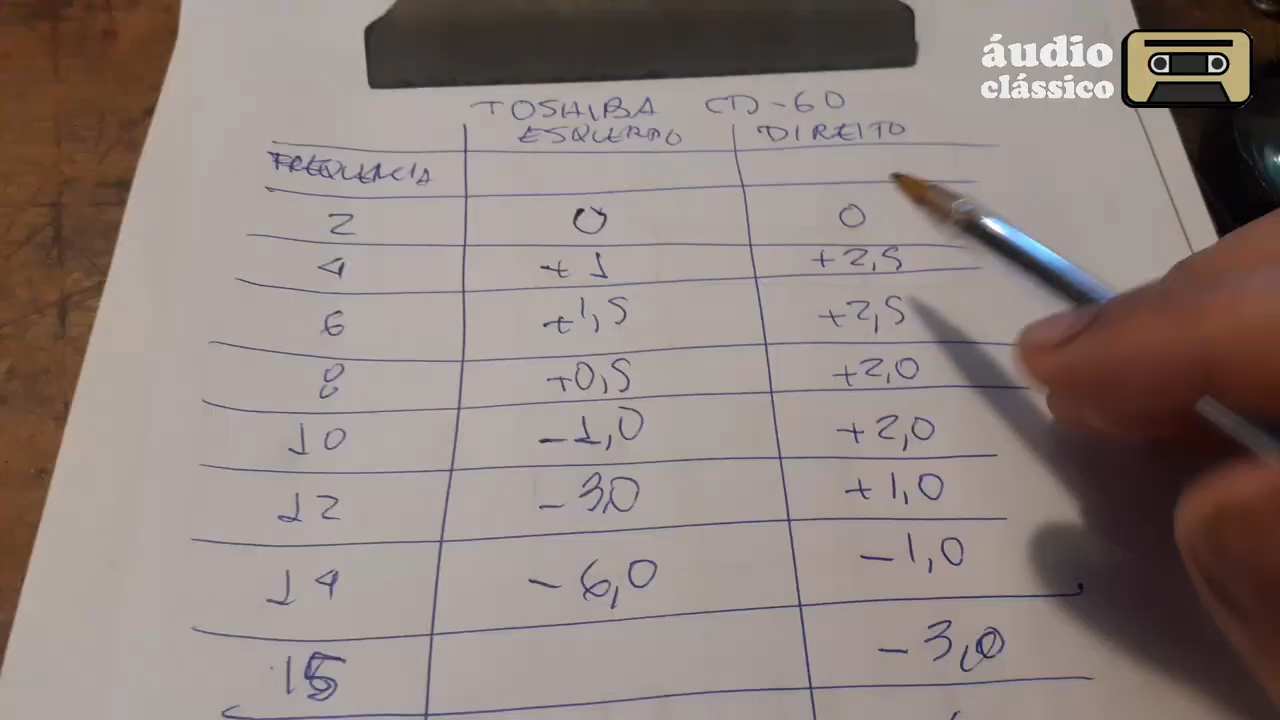 áudio
clássico
TOSHIBA CD-60
ESQUERDO DIREITO
FREQUENCIA
2 0 0
4 +1 +2,5
6 +1,5 +2,5
8 +0,5 +2,0
10 -1,0 +2,0
12 -3,0 +1,0
14 -6,0 -1,0
15 -3,0